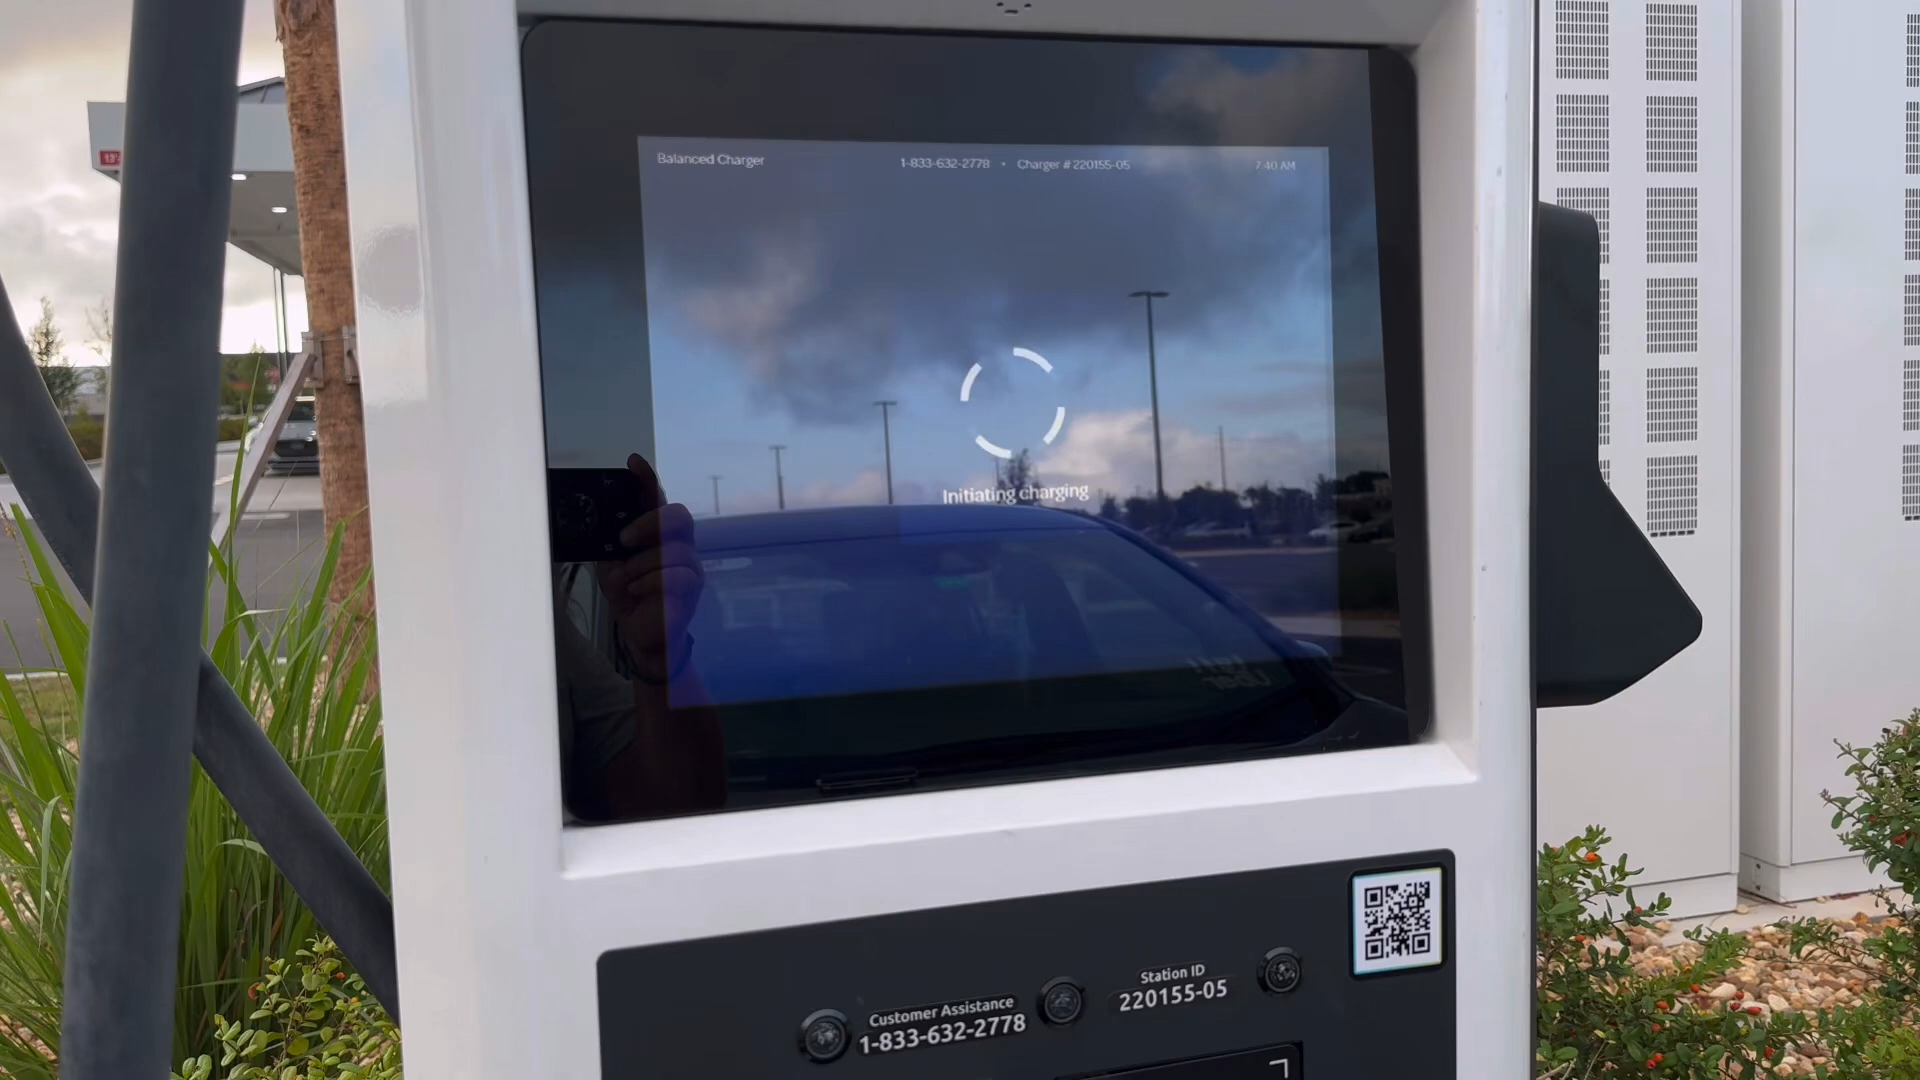 Balanced Charger
1-833-632-2778 • Charger # 220155-05
7:40 AM
Initiating charging
Uber
Customer Assistance
1-833-632-2778
Station ID
220155-05